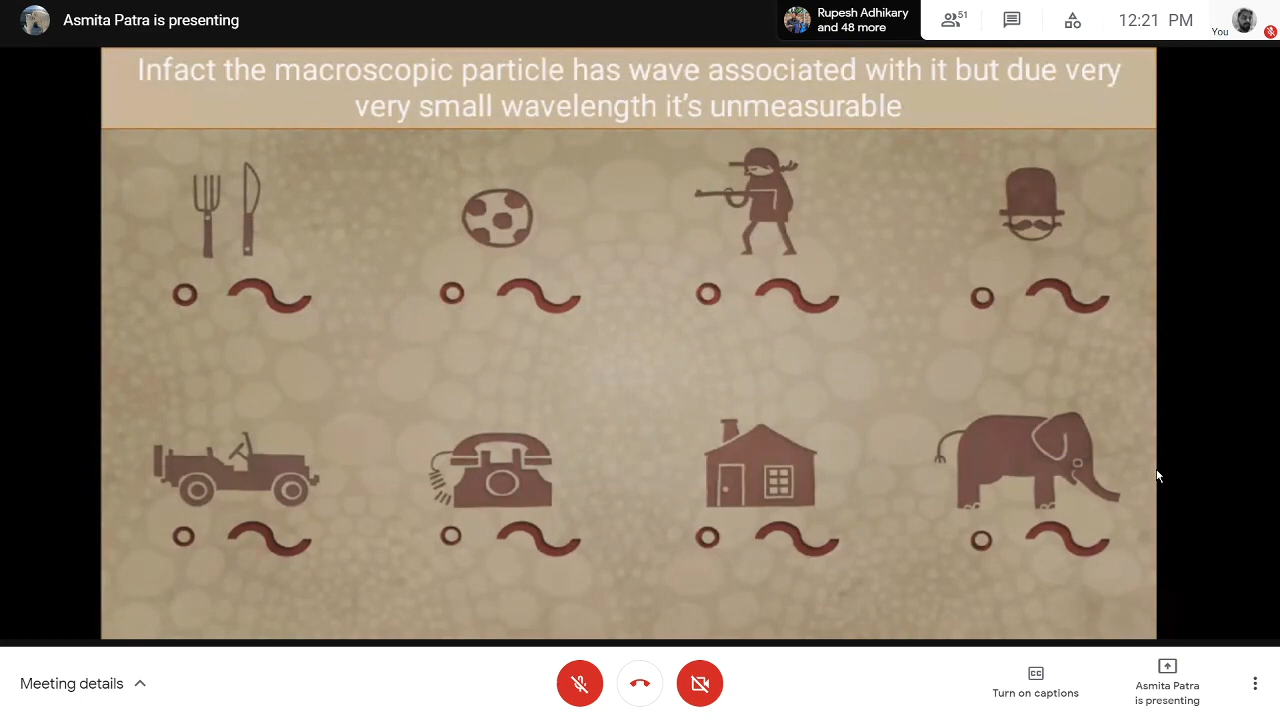 Asmita Patra is presenting
Rupesh Adhikary
and 48 more
51
12:21 PM
You
Infact the macroscopic particle has wave associated with it but due very
very small wavelength it's unmeasurable
Meeting details
CC
Turn on captions
Asmita Patra
is presenting